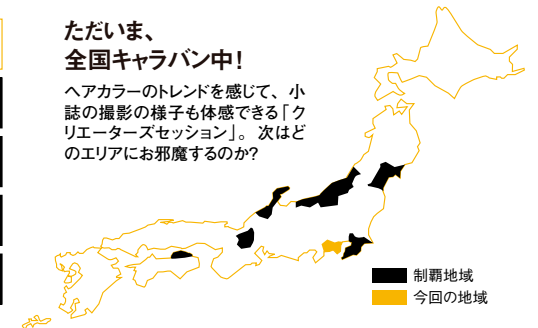 ただいま、
全国キャラバン中!
ヘアカラーのトレンドを感じて、小
誌の撮影の様子も体感できる「ク
リエーターズセッション」。次はど
のエリアにお邪魔するのか?
制覇地域
今回の地域